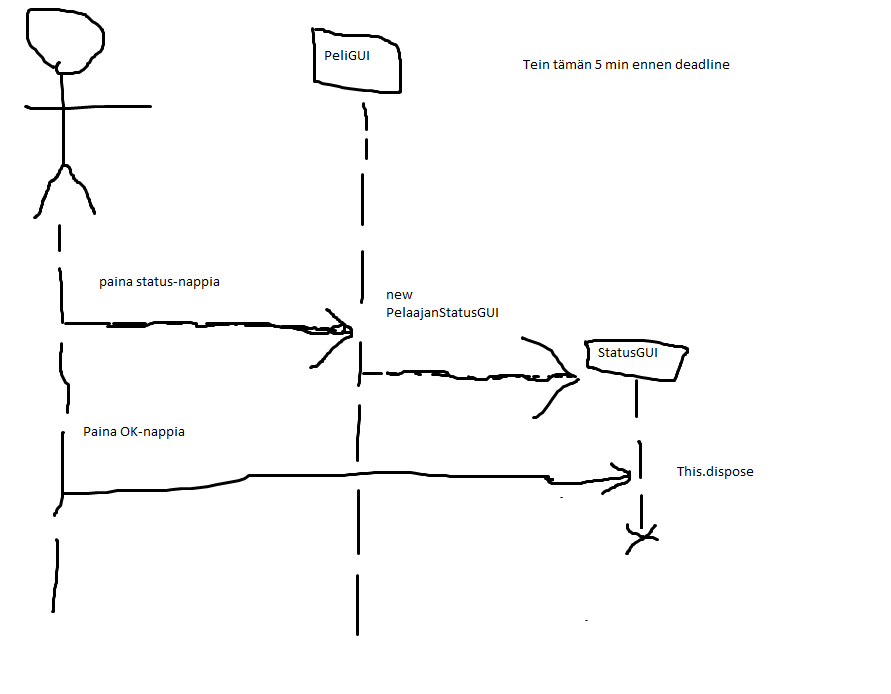 PeliGUI
Tein tämän 5 min ennen deadline
paina status-nappia
new
PelaajanStatusGUI
StatusGUI
Paina OK-nappia
This.dispose